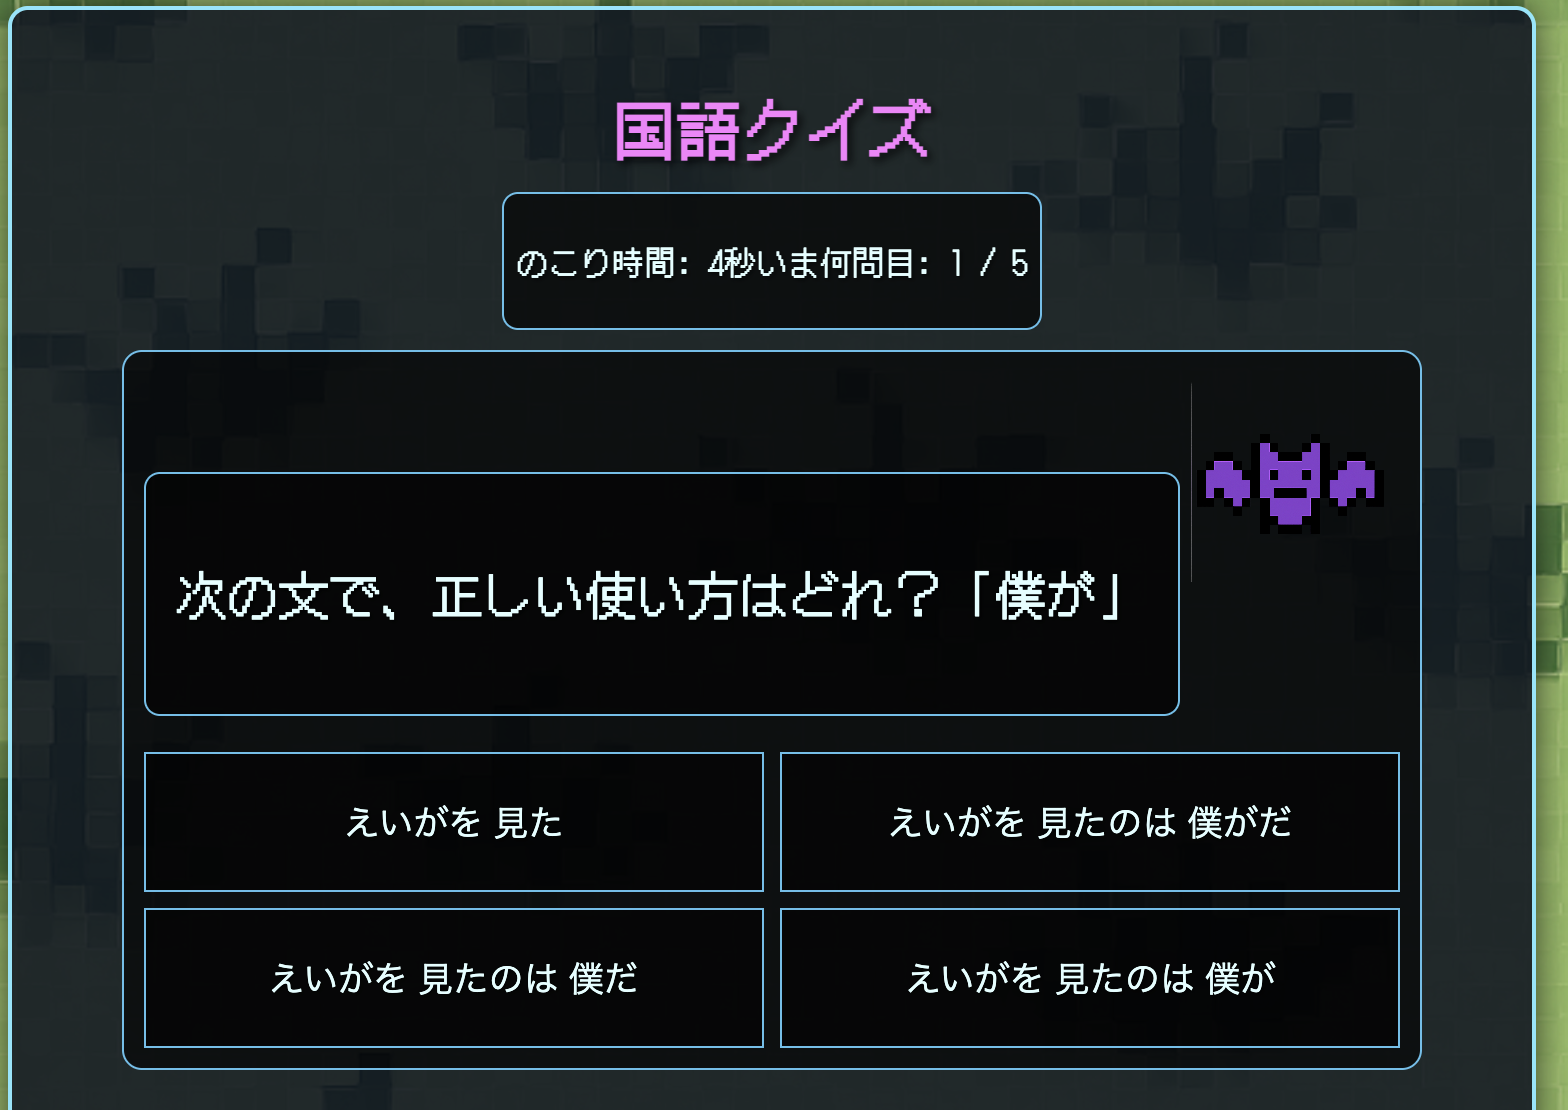 国語クイズ
のこり時間: 4秒いま何問目: 1 / 5
次の文で、正しい使い方はどれ？「僕が」
えいがを 見た
えいがを 見たのは 僕がだ
えいがを 見たのは 僕だ
えいがを 見たのは 僕が